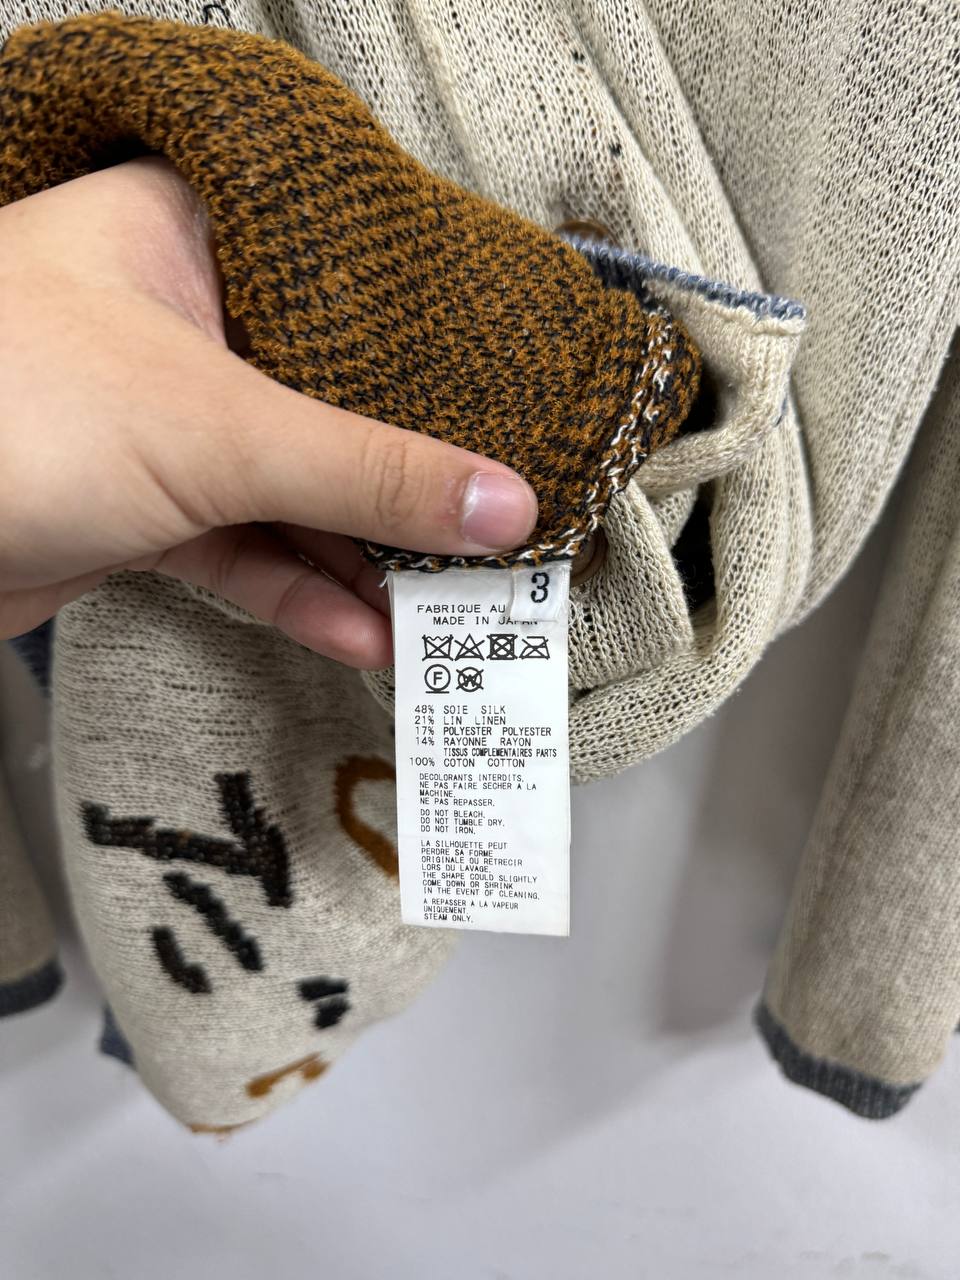 3
FABRIQUE AU
MADE IN JAPAN
F
W
48% SOIE SILK
21% LIN LINEN
17% POLYESTER POLYESTER
14% RAYONNE RAYON
TISSUS COMPLEMENTAIRES PARTS
100% COTON COTTON
DECOLORANTS INTERDITS.
NE PAS FAIRE SECHER A LA
MACHINE.
NE PAS REPASSER.
DO NOT BLEACH.
DO NOT TUMBLE DRY.
DO NOT IRON.
LA SILHOUETTE PEUT
PERDRE SA FORME
ORIGINALE OU RETRECIR
LORS DU LAVAGE.
THE SHAPE COULD SLIGHTLY
COME DOWN OR SHRINK
IN THE EVENT OF CLEANING.
A REPASSER À LA VAPEUR
UNIQUEMENT.
STEAM ONLY.